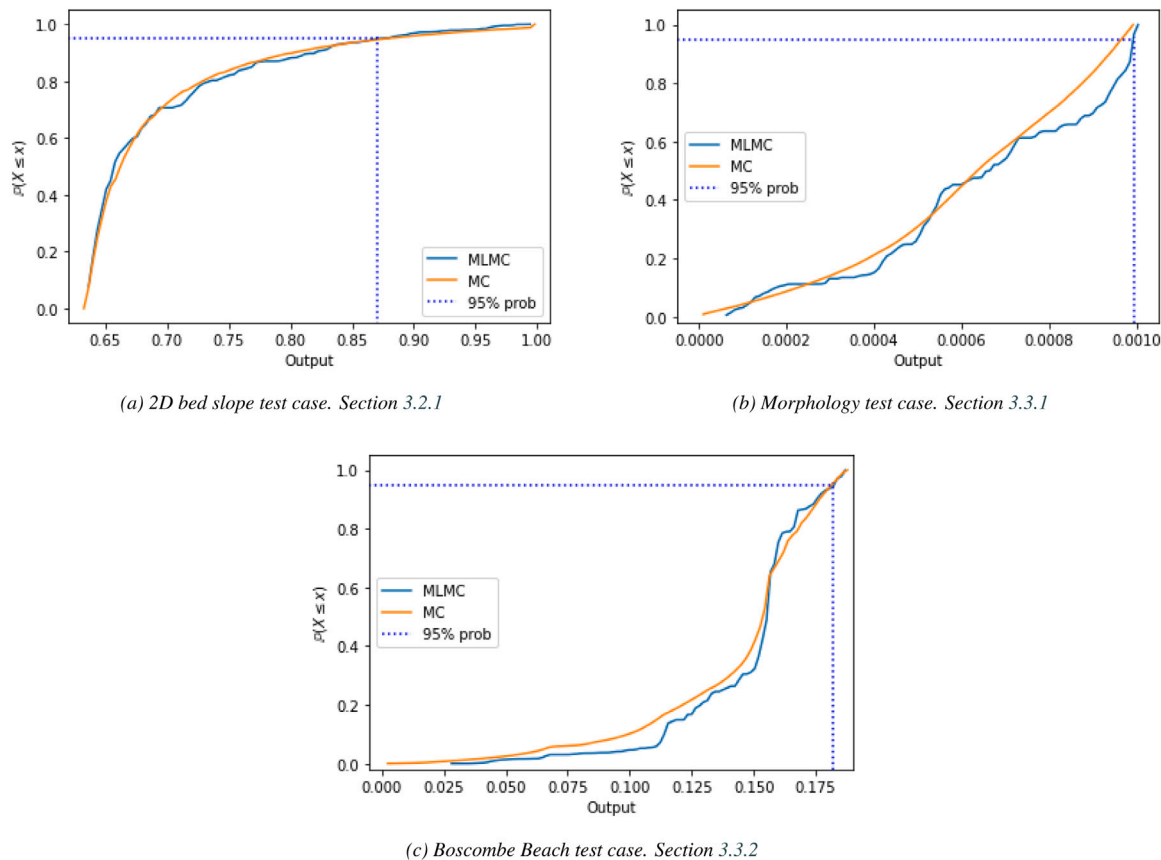 1.0
0.8
0.6
0.4
0.2
0.0
ℙ(X ≤ x)
MLMC
MC
95% prob
0.65 0.70 0.75 0.80 0.85 0.90 0.95 1.00
Output
(a) 2D bed slope test case. Section 3.2.1
1.0
0.8
0.6
0.4
0.2
0.0
ℙ(X ≤ x)
MLMC
MC
95% prob
0.0000 0.0002 0.0004 0.0006 0.0008 0.0010
Output
(b) Morphology test case. Section 3.3.1
1.0
0.8
0.6
0.4
0.2
0.0
ℙ(X ≤ x)
MLMC
MC
95% prob
0.000 0.025 0.050 0.075 0.100 0.125 0.150 0.175
Output
(c) Boscombe Beach test case. Section 3.3.2